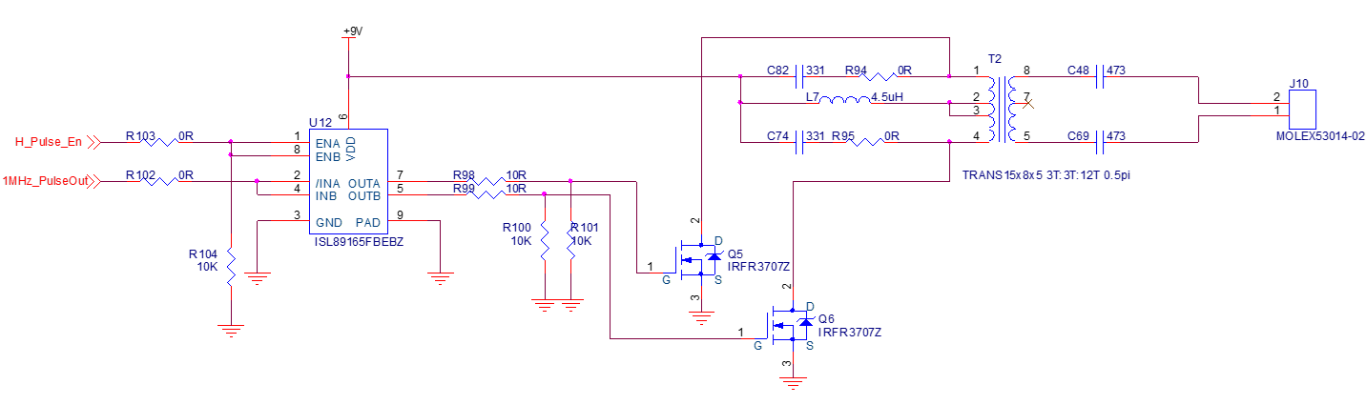 +9V
T2
C82 331 R94 0R 1 8 C48 473
6
L7 4.5uH 2 7
3
J10
2
1
U12
R103 0R 1 ENA VDD
H_Pulse_En
8 ENB
C74 331 R95 0R 4 5 C69 473
MOLEX53014-02
1MHz_PulseOut R102 0R 2 /INA OUTA 7 R98 10R
4 INB OUTB 5 R99 10R
TRANS15x8x5 3T:3T:12T 0.5pi
3 GND PAD 9
ISL89165FBEBZ
R100 R101
10K 10K
2
D
R104
10K
Q5
IRFR3707Z
1
G S
3
2
D
Q6
IRFR3707Z
1
G S
3